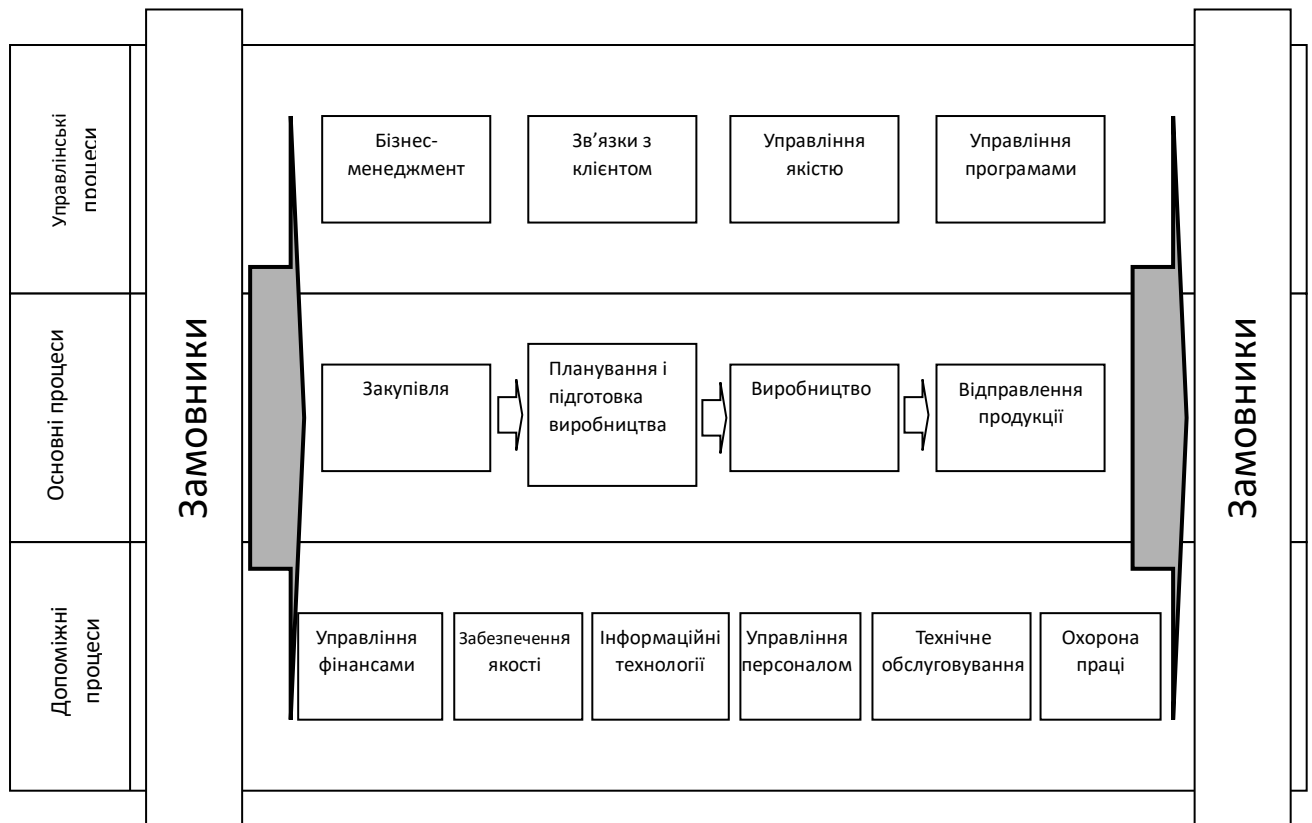 Управлінські
процеси
Замовники
Бізнес-
менеджмент
Зв’язки з
клієнтом
Управління
якістю
Управління
програмами
Замовники
Основні процеси
Закупівля
Планування і
підготовка
виробництва
Виробництво
Відправлення
продукції
Допоміжні
процеси
Управління
фінансами
Забезпечення
якості
Інформаційні
технології
Управління
персоналом
Технічне
обслуговування
Охорона
праці